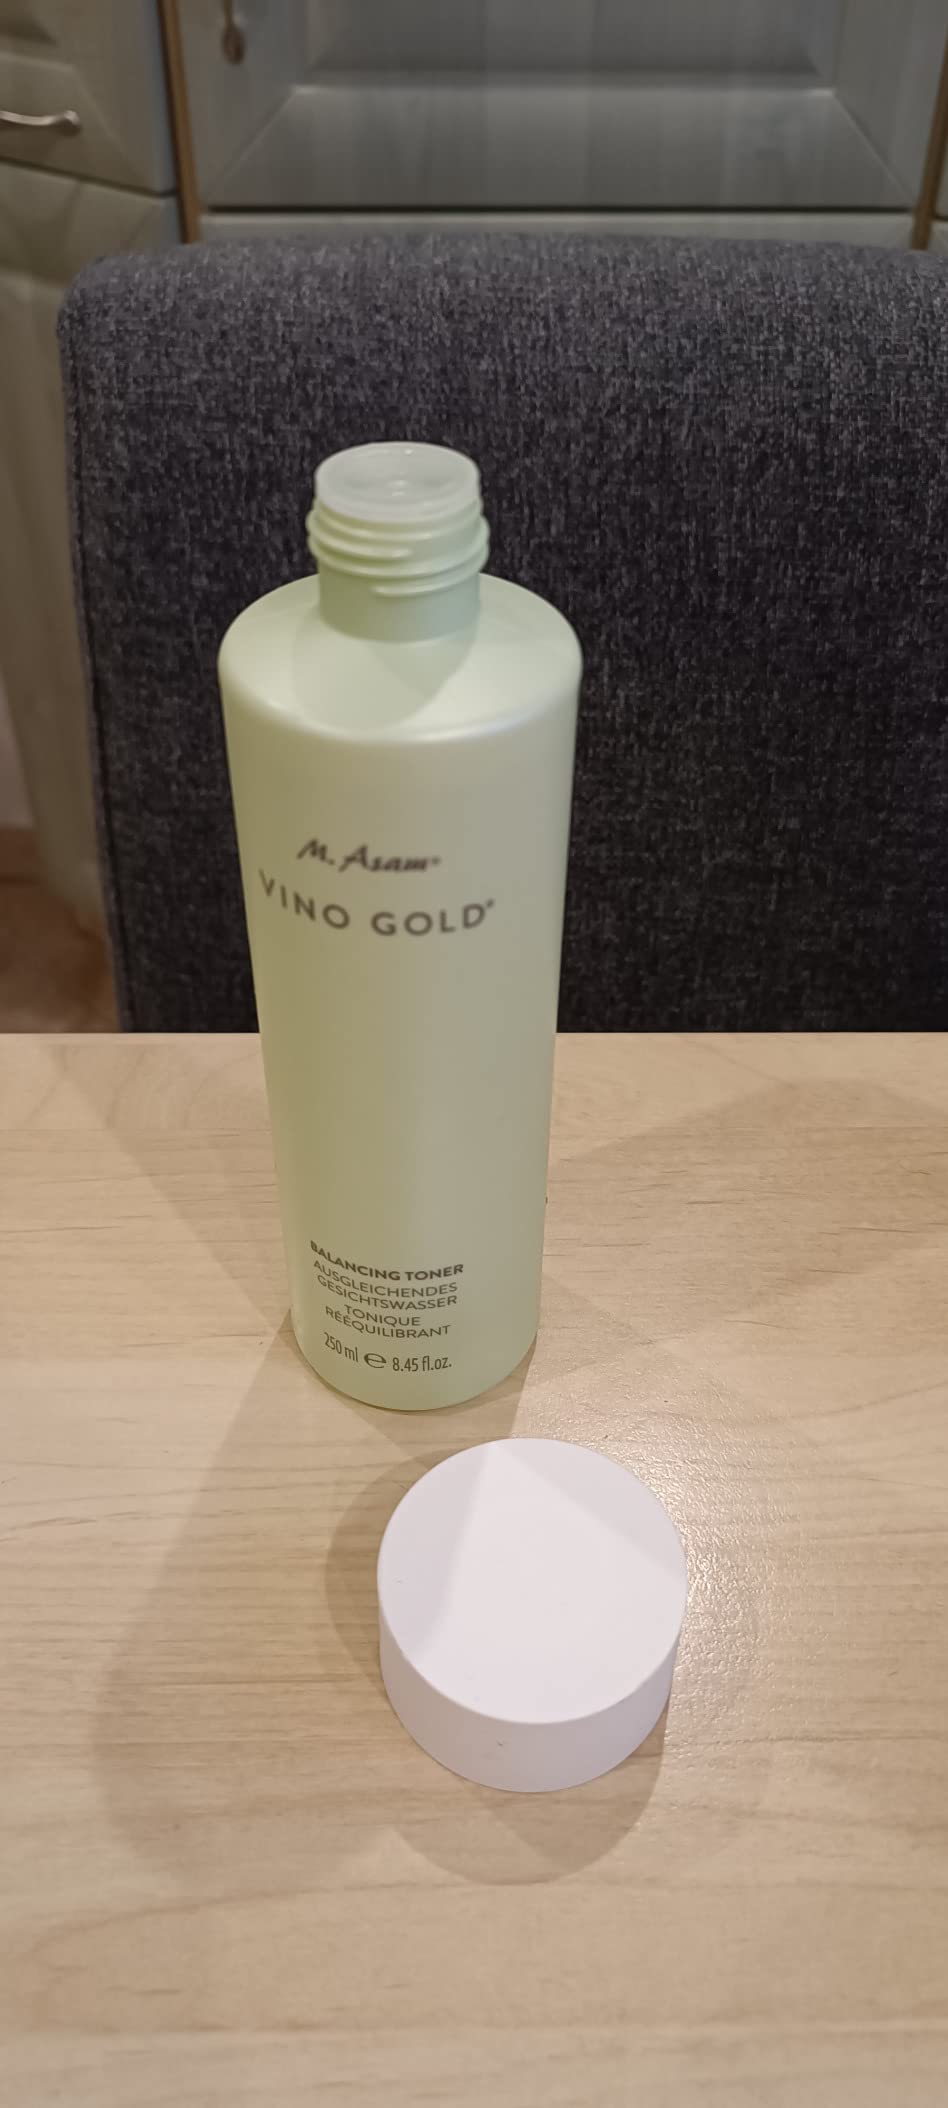 M. Asam®
VINO GOLD®
BALANCING TONER
AUSGLEICHENDES
GESICHTSWASSER
TONIQUE
RÉÉQUILIBRANT
250 ml ℮ 8.45 fl.oz.